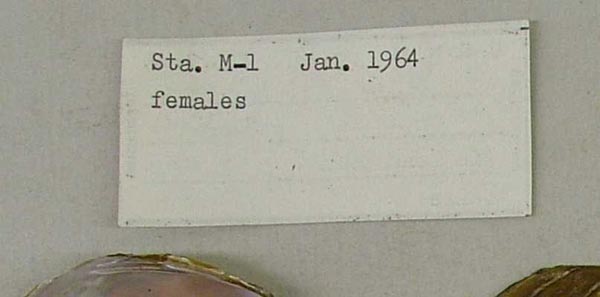 Sta. M-1 Jan. 1964
females